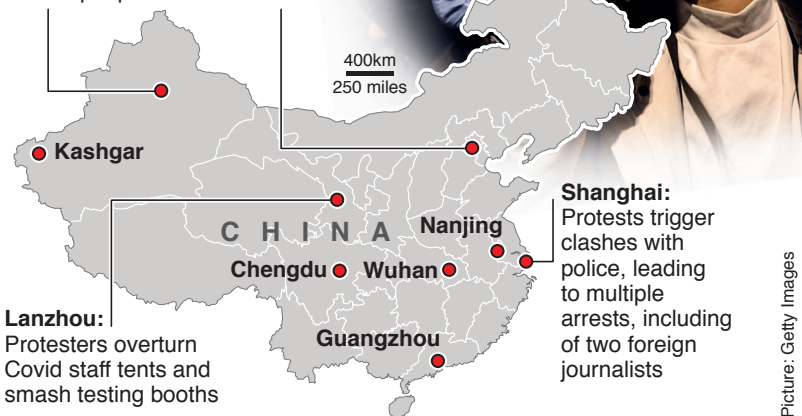 400km
250 miles
Kashgar
CHINA
Nanjing
Chengdu
Wuhan
Guangzhou
Shanghai:
Protests trigger
clashes with
police, leading
to multiple
arrests, including
of two foreign
journalists
Lanzhou:
Protesters overturn
Covid staff tents and
smash testing booths
Picture: Getty Images